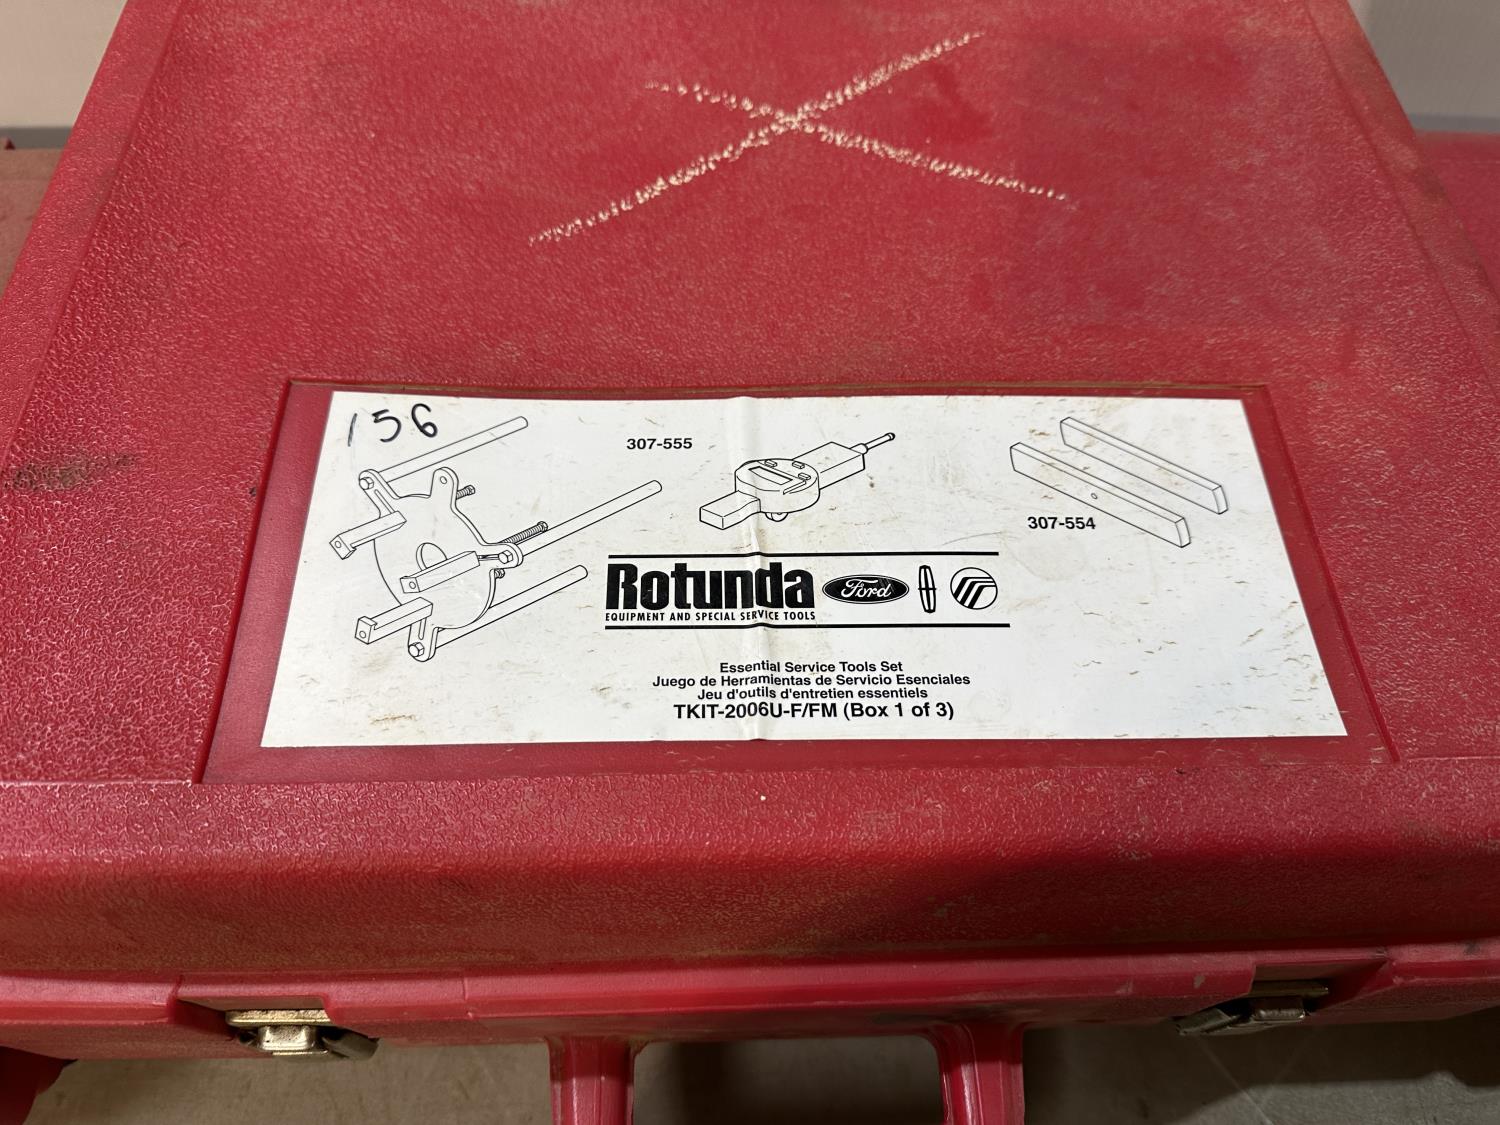 156
307-555
307-554
Rotunda
EQUIPMENT AND SPECIAL SERVICE TOOLS
Ford
Essential Service Tools Set
Juego de Herramientas de Servicio Esenciales
Jeu d'outils d'entretien essentiels
TKIT-2006U-F/FM (Box 1 of 3)